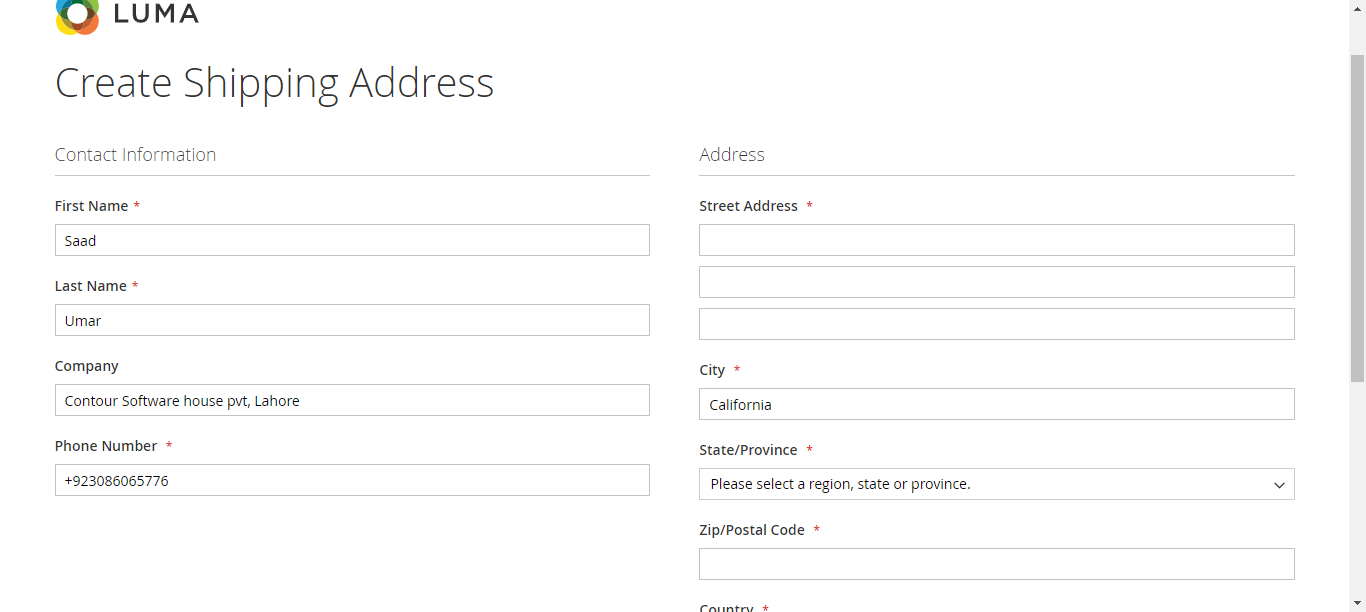 LUMA
Create Shipping Address
Contact Information
First Name *
Saad
Last Name *
Umar
Company
Contour Software house pvt, Lahore
Phone Number *
+923086065776
Address
Street Address *
City *
California
State/Province *
Please select a region, state or province.
Zip/Postal Code *
Country *